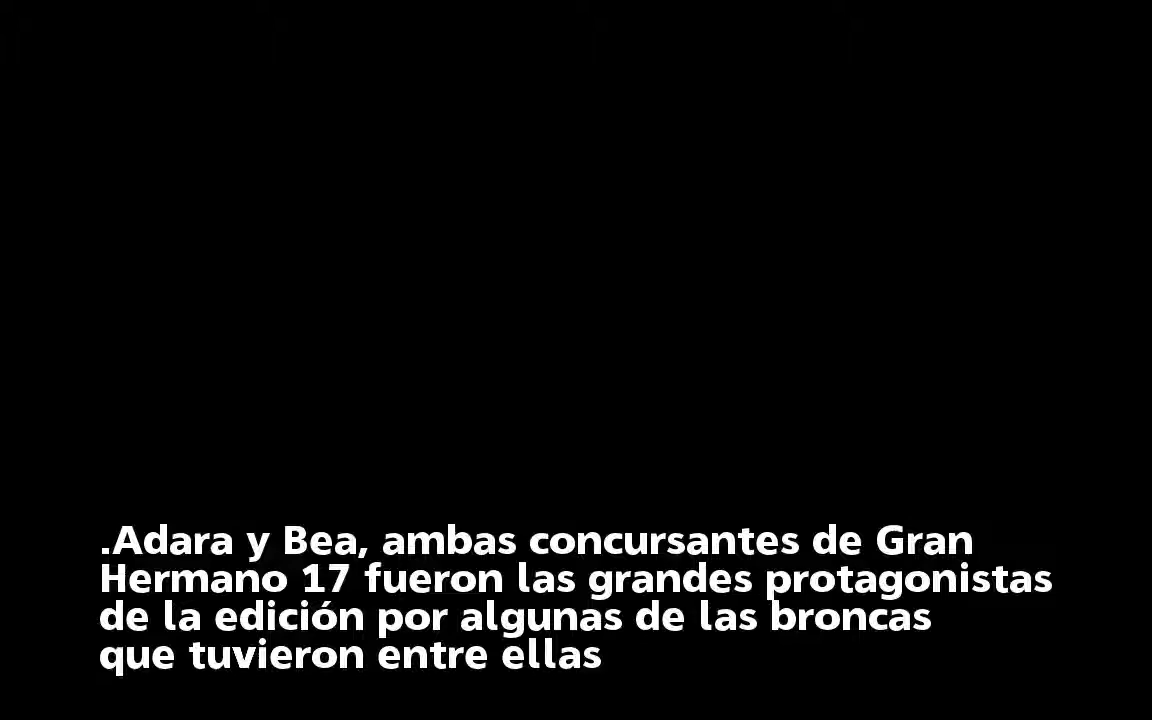 .Adara y Bea, ambas concursantes de Gran
Hermano 17 fueron las grandes protagonistas
de la edición por algunas de las broncas
que tuvieron entre ellas